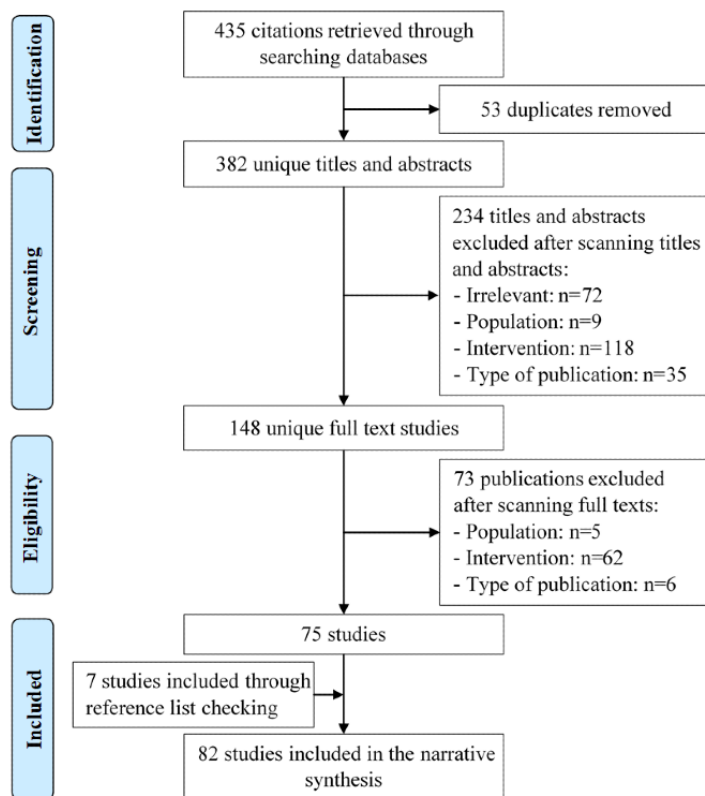 Identification
435 citations retrieved through
searching databases
53 duplicates removed
382 unique titles and abstracts
Screening
234 titles and abstracts
excluded after scanning titles
and abstracts:
- Irrelevant: n=72
- Population: n=9
- Intervention: n=118
- Type of publication: n=35
148 unique full text studies
Eligibility
73 publications excluded
after scanning full texts:
- Population: n=5
- Intervention: n=62
- Type of publication: n=6
75 studies
Included
7 studies included through
reference list checking
82 studies included in the narrative
synthesis